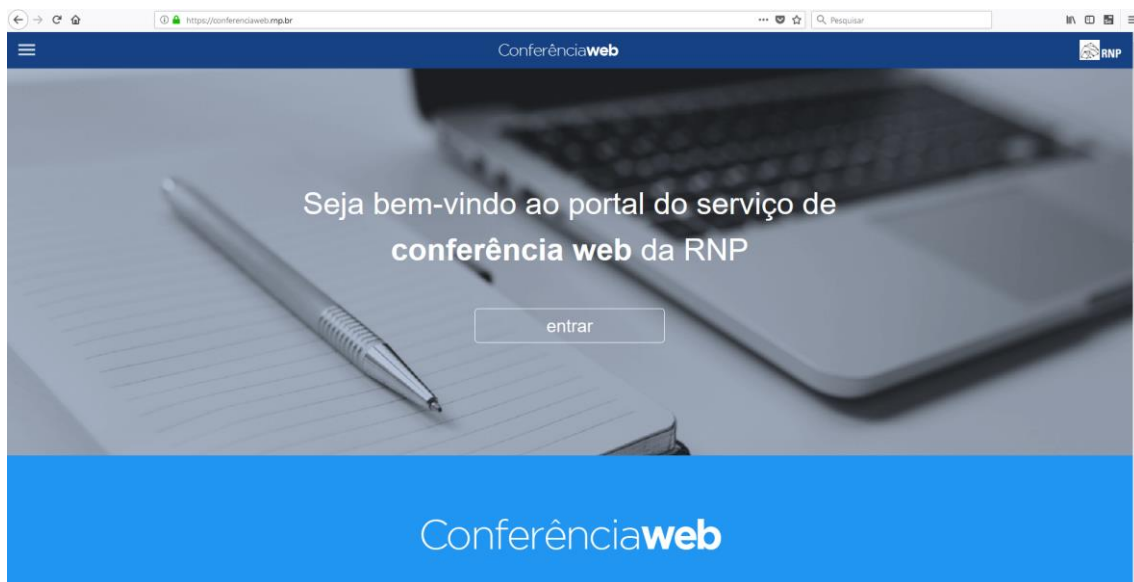 https://conferenciaweb.rnp.br
Pesquisar
Conferênciaweb
RNP
Seja bem-vindo ao portal do serviço de
conferência web da RNP
entrar
Conferênciaweb